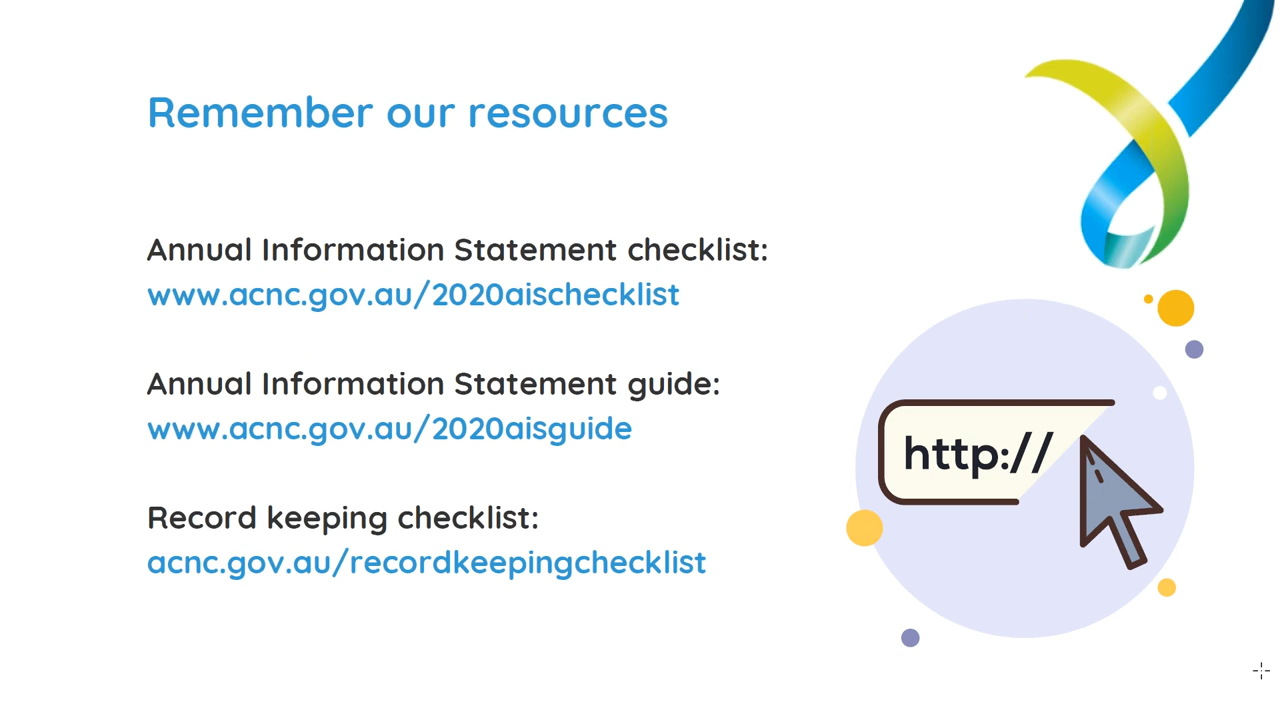 Remember our resources
Annual Information Statement checklist:
www.acnc.gov.au/2020aischecklist
Annual Information Statement guide:
www.acnc.gov.au/2020aisguide
Record keeping checklist:
acnc.gov.au/recordkeepingchecklist
http://